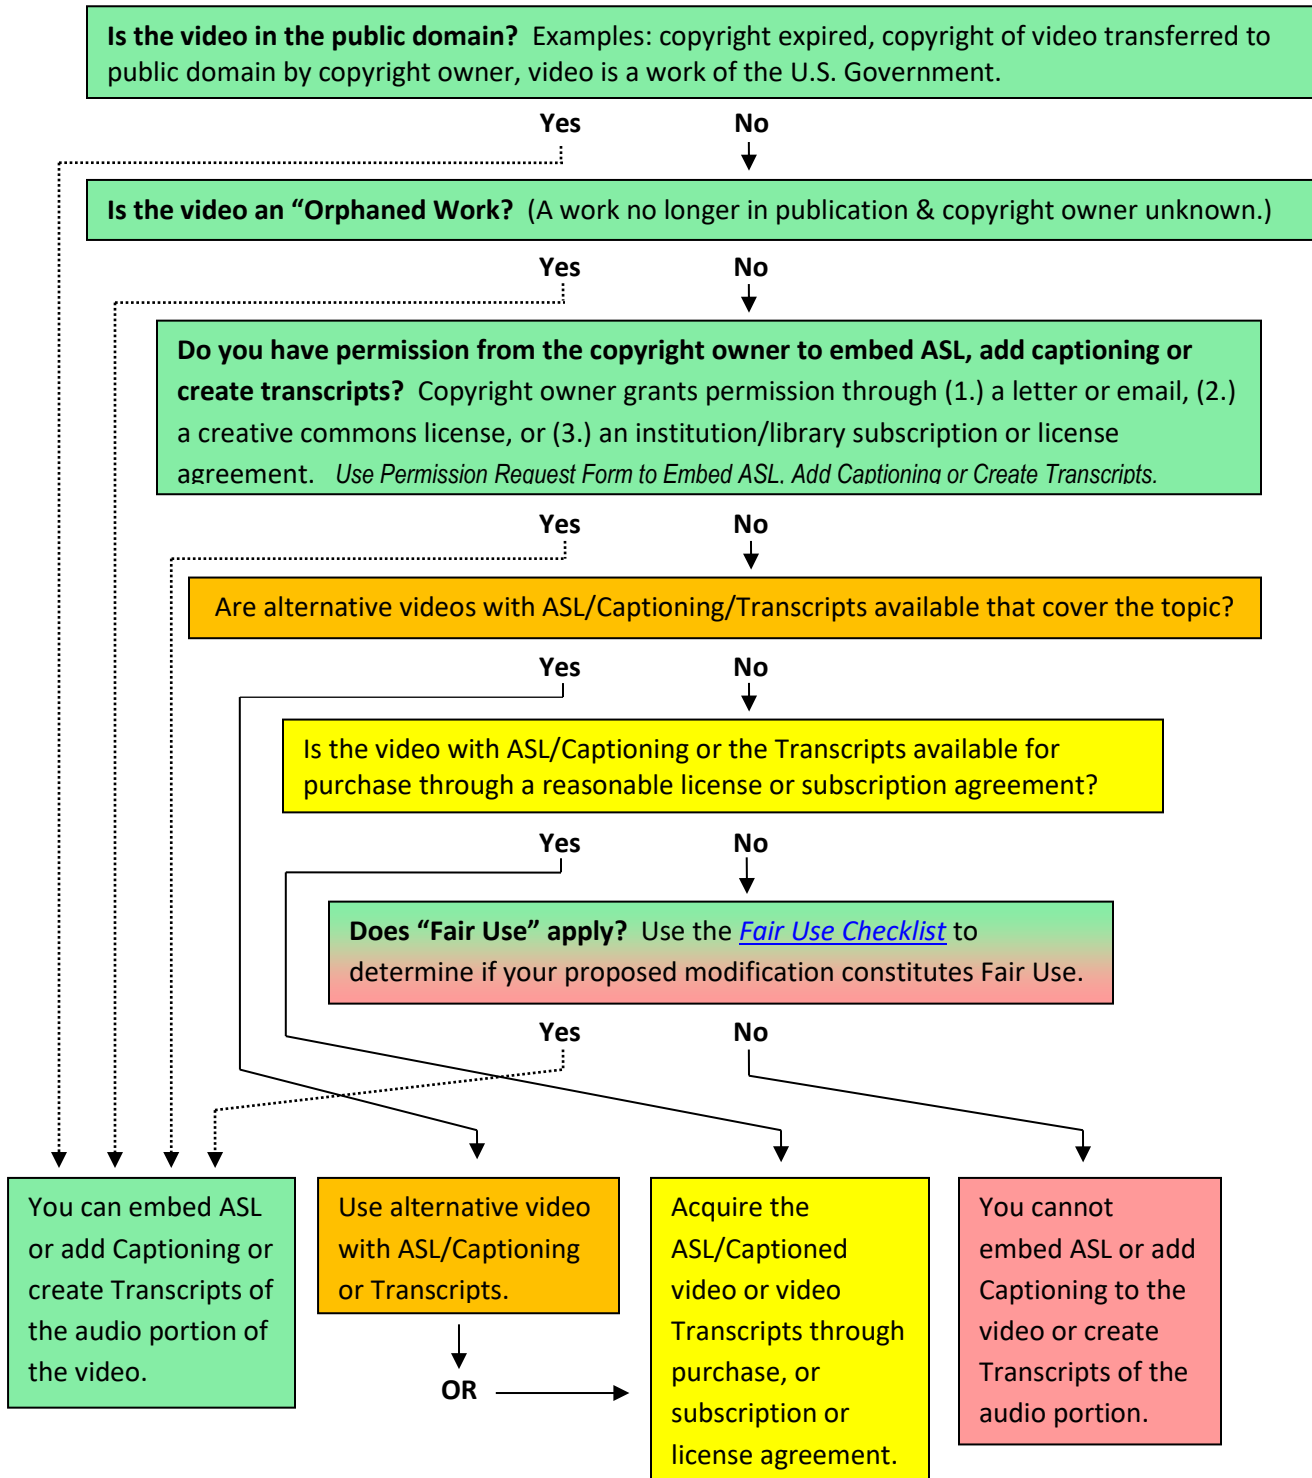 Is the video in the public domain? Examples: copyright expired, copyright of video transferred to
public domain by copyright owner, video is a work of the U.S. Government.
Yes No
Is the video an “Orphaned Work? (A work no longer in publication & copyright owner unknown.)
Yes No
Do you have permission from the copyright owner to embed ASL, add captioning or
create transcripts? Copyright owner grants permission through (1.) a letter or email, (2.)
a creative commons license, or (3.) an institution/library subscription or license
agreement. Use Permission Request Form to Embed ASL, Add Captioning or Create Transcripts.
Yes No
Are alternative videos with ASL/Captioning/Transcripts available that cover the topic?
Yes No
Is the video with ASL/Captioning or the Transcripts available for
purchase through a reasonable license or subscription agreement?
Yes No
Does “Fair Use” apply? Use the Fair Use Checklist to
determine if your proposed modification constitutes Fair Use.
Yes No
You can embed ASL
or add Captioning or
create Transcripts of
the audio portion of
the video.
Use alternative video
with ASL/Captioning
or Transcripts.
OR
Acquire the
ASL/Captioned
video or video
Transcripts through
purchase, or
subscription or
license agreement.
You cannot
embed ASL or add
Captioning to the
video or create
Transcripts of the
audio portion.